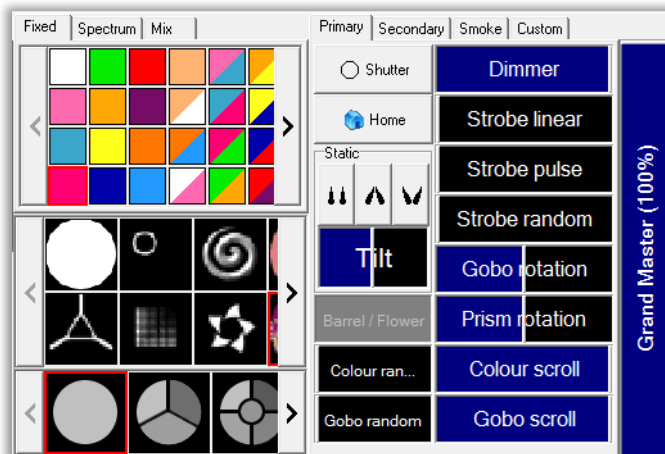 Fixed
Spectrum
Mix
Primary
Secondary
Smoke
Custom
Shutter
Dimmer
Home
Strobe linear
Static
Strobe pulse
Strobe random
Tilt
Gobo rotation
Barrel / Flower
Prism rotation
Colour ran...
Colour scroll
Gobo random
Gobo scroll
Grand Master (100%)